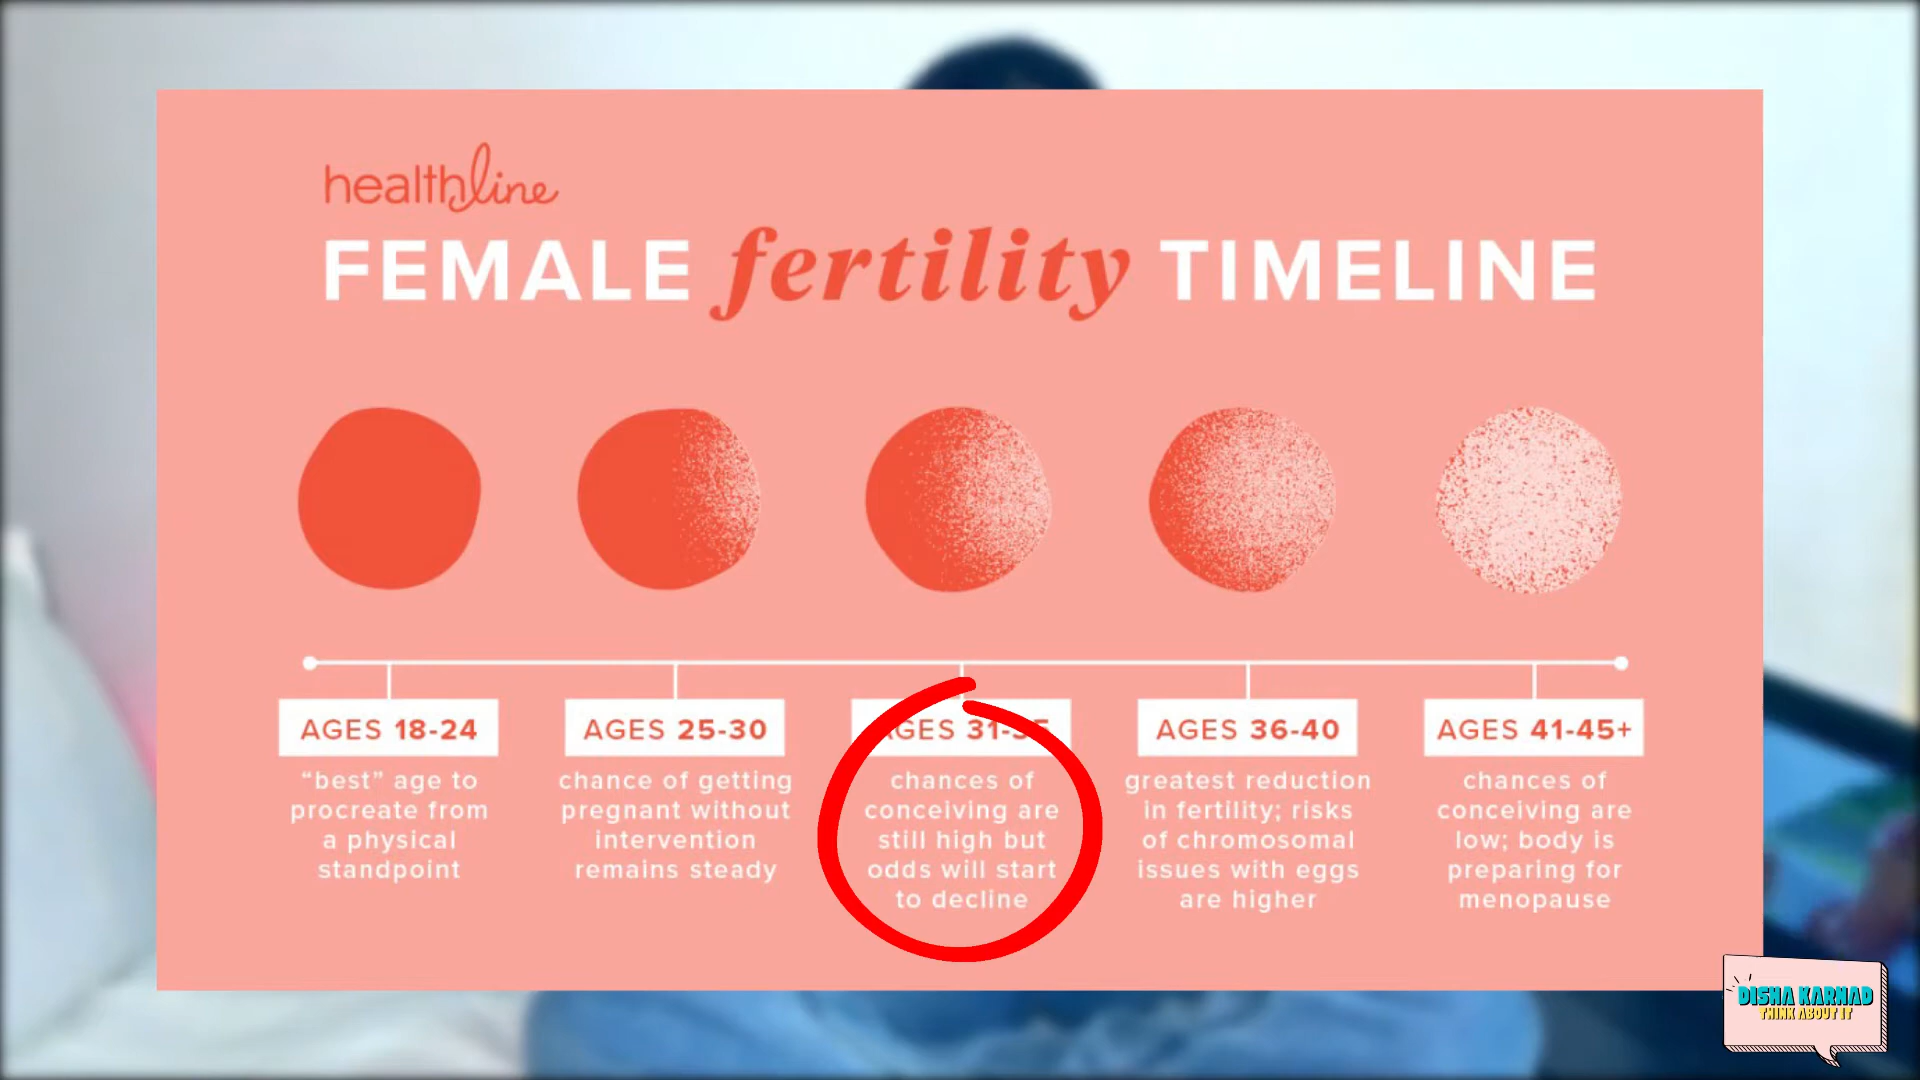 healthline
FEMALE fertility TIMELINE
AGES 18-24
"best" age to
procreate from
a physical
standpoint
AGES 25-30
chance of getting
pregnant without
intervention
remains steady
AGES 31-35
chances of
conceiving are
still high but
odds will start
to decline
AGES 36-40
greatest reduction
in fertility; risks
of chromosomal
issues with eggs
are higher
AGES 41-45+
chances of
conceiving are
low; body is
preparing for
menopause
DISHA KARNAD
THINK ABOUT IT